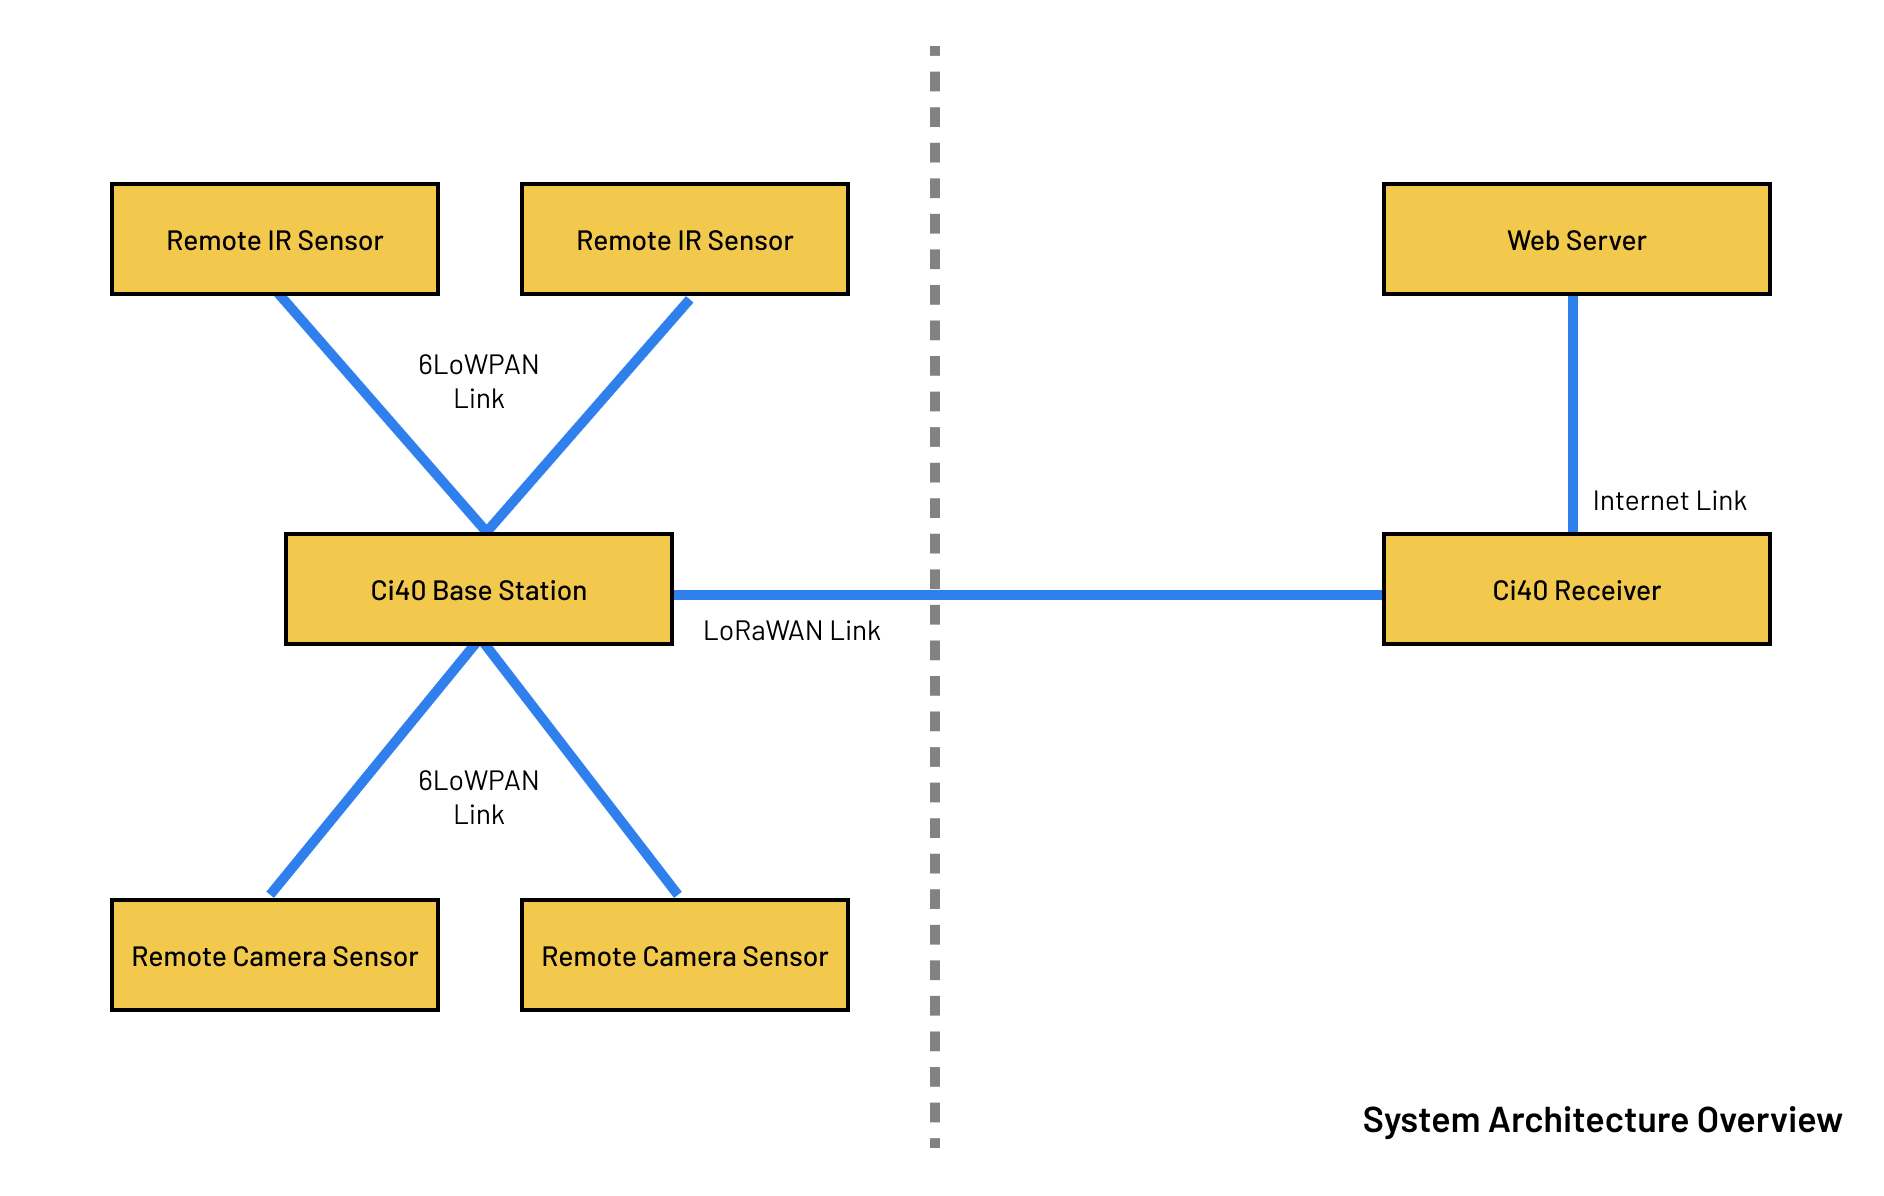 Remote IR Sensor
Remote IR Sensor
Web Server
6LoWPAN
Link
Internet Link
Ci40 Base Station
Ci40 Receiver
LoRaWAN Link
6LoWPAN
Link
Remote Camera Sensor
Remote Camera Sensor
System Architecture Overview